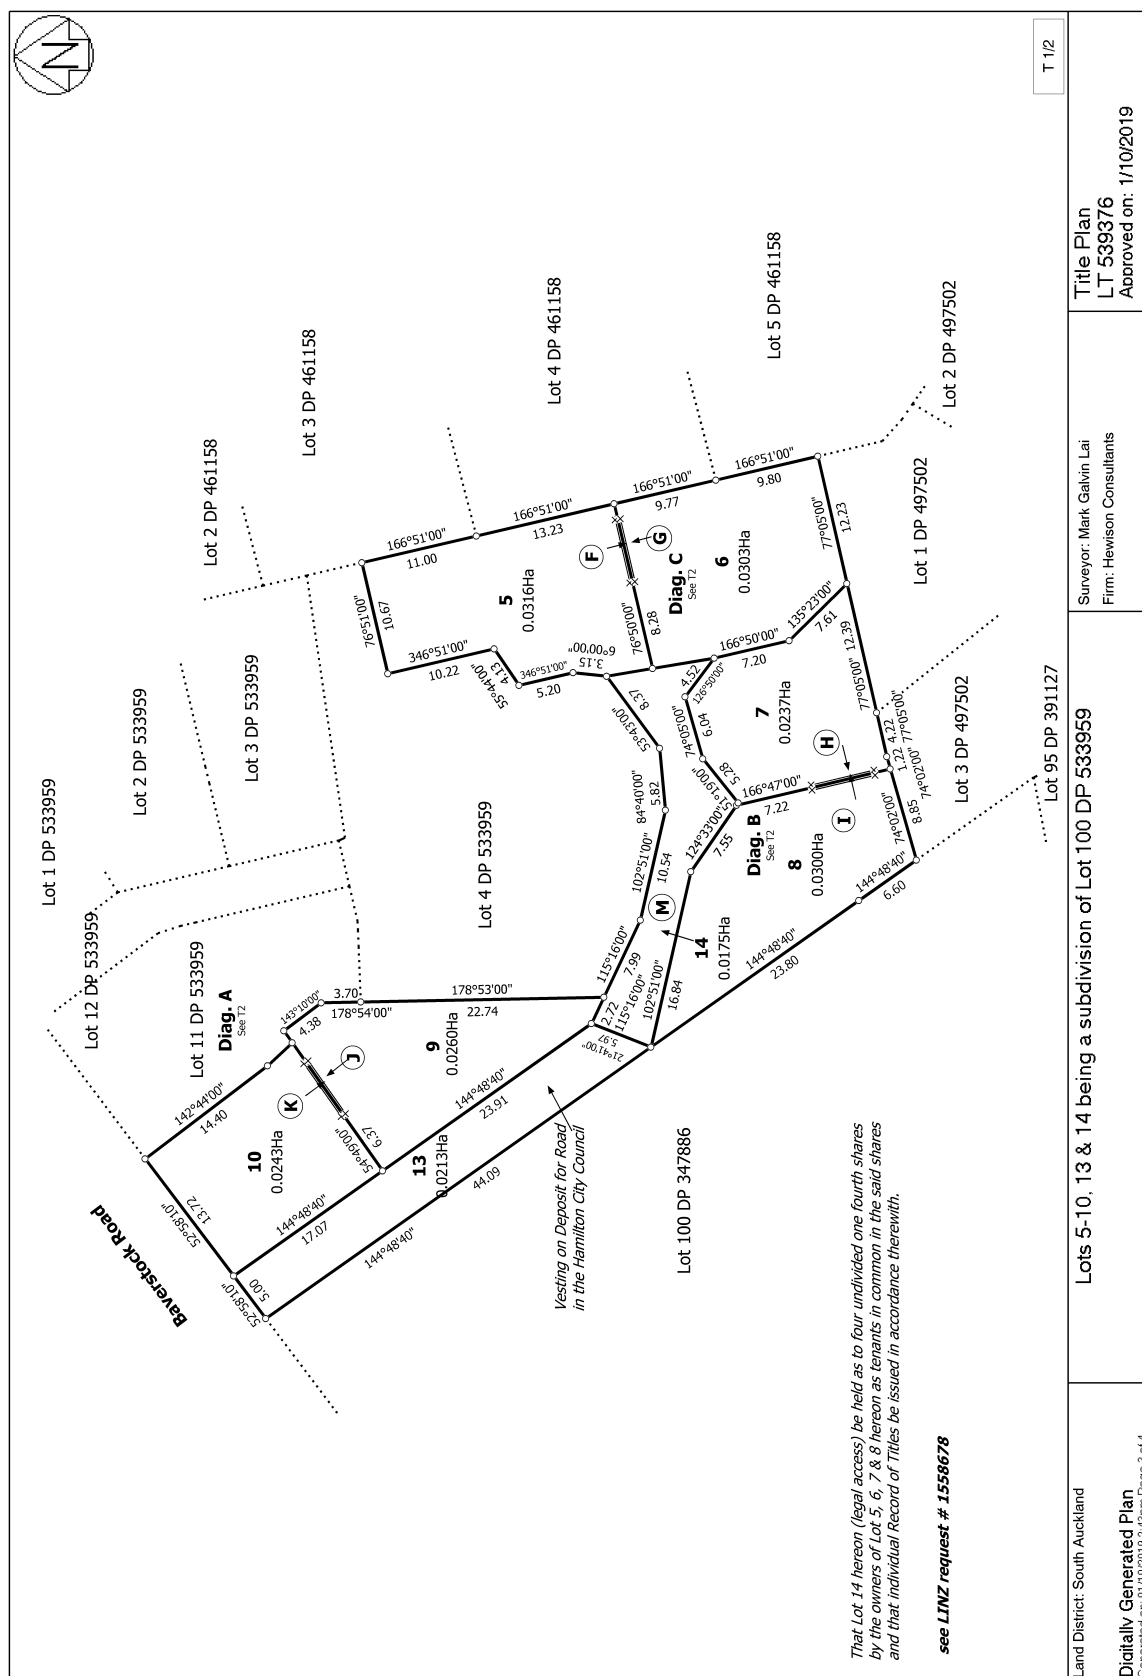 N
T 1/2
Lot 1 DP 533959
Lot 2 DP 533959
Lot 3 DP 533959
Lot 2 DP 461158
Lot 3 DP 461158
Lot 4 DP 461158
Lot 5 DP 461158
Lot 2 DP 497502
Lot 1 DP 497502
Lot 3 DP 497502
Lot 95 DP 391127
Lot 12 DP 533959
Lot 11 DP 533959
Lot 4 DP 533959
Lot 100 DP 347886
Baverstock Road
Diag. A
See T2
Diag. B
See T2
Diag. C
See T2
5
0.0316Ha
6
0.0303Ha
7
0.0237Ha
8
0.0300Ha
9
0.0260Ha
10
0.0243Ha
13
0.0213Ha
14
0.0175Ha
F
G
H
I
J
K
M
52°58'10"
13.72
52°58'10"
5.00
142°44'00"
14.40
143°10'00"
4.38
3.70
178°54'00"
178°53'00"
22.74
54°49'00"
6.37
144°48'40"
17.07
144°48'40"
23.91
144°48'40"
44.09
21°41'00"
5.97
2.72
115°16'00"
115°16'00"
7.99
102°51'00"
10.54
102°51'00"
16.84
84°40'00"
5.82
53°43'00"
8.37
6°00'00"
3.15
346°51'00"
5.20
55°44'00"
4.13
346°51'00"
10.22
76°51'00"
10.67
166°51'00"
11.00
166°51'00"
13.23
166°51'00"
9.77
166°51'00"
9.80
76°50'00"
8.28
77°05'00"
12.23
135°23'00"
7.61
166°50'00"
7.20
126°50'00"
4.52
74°05'00"
6.04
51°19'00"
5.28
124°33'00"
7.55
166°47'00"
7.22
77°05'00"
12.39
4.22
77°05'00"
1.22
74°02'00"
74°02'00"
8.85
144°48'40"
6.60
144°48'40"
23.80
Vesting on Deposit for Road
in the Hamilton City Council
That Lot 14 hereon (legal access) be held as to four undivided one fourth shares
by the owners of Lot 5, 6, 7 & 8 hereon as tenants in common in the said shares
and that individual Record of Titles be issued in accordance therewith.
see LINZ request # 1558678
Land District: South Auckland
Digitally Generated Plan
Lots 5-10, 13 & 14 being a subdivision of Lot 100 DP 533959
Surveyor: Mark Galvin Lai
Firm: Hewison Consultants
Title Plan
LT 539376
Approved on: 1/10/2019